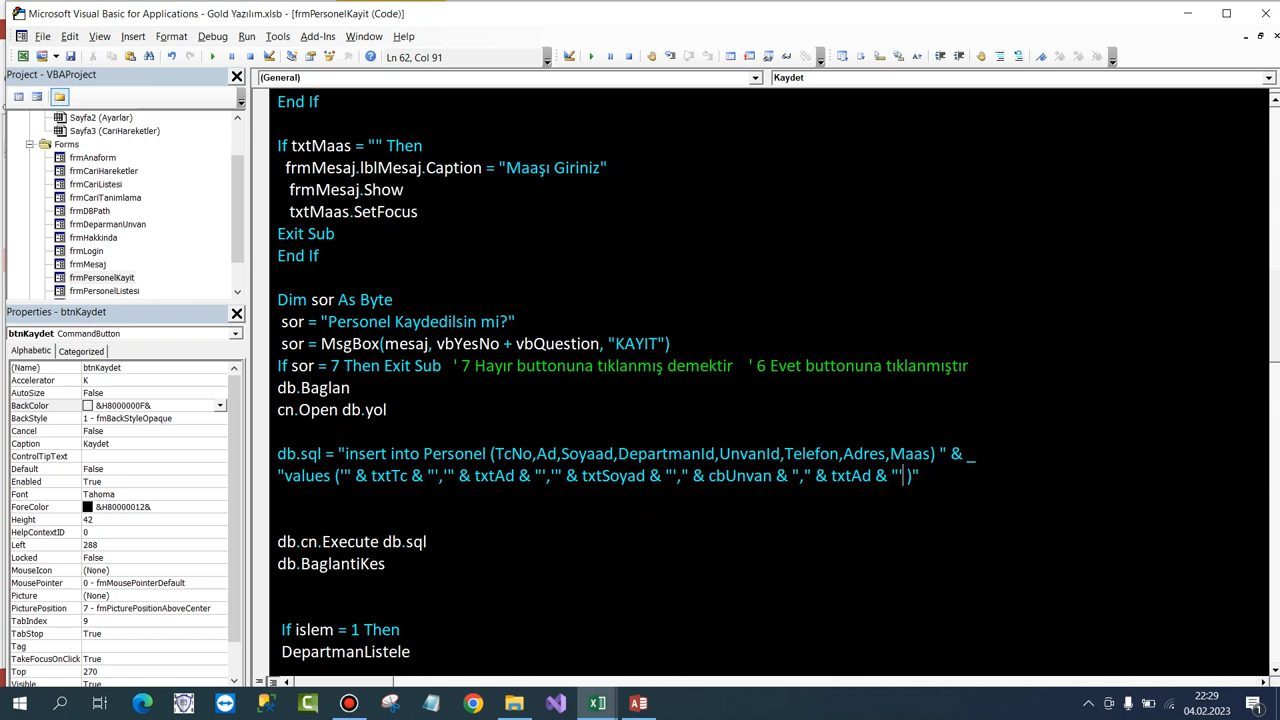 Microsoft Visual Basic for Applications - Gold Yazılım.xlsb - [frmPersonelKayit (Code)]
File Edit View Insert Format Debug Run Tools Add-Ins Window Help
Ln 62, Col 91
Project - VBAProject
(General)
Kaydet
Sayfa2 (Ayarlar)
Sayfa3 (CariHareketler)
Forms
frmAnaform
frmCariHareketler
frmCariListesi
frmCariTanimlama
frmDBPath
frmDeparmanUnvan
frmHakkinda
frmLogin
frmMesaj
frmPersonelKayit
frmPersonelListesi
Properties - btnKaydet
btnKaydet CommandButton
Alphabetic Categorized
(Name) btnKaydet
Accelerator K
AutoSize False
BackColor &H8000000F&
BackStyle 1 - fmBackStyleOpaque
Cancel False
Caption Kaydet
ControlTipText
Default False
Enabled True
Font Tahoma
ForeColor &H80000012&
Height 42
HelpContextID 0
Left 288
Locked False
MouseIcon (None)
MousePointer 0 - fmMousePointerDefault
Picture (None)
PicturePosition 7 - fmPicturePositionAboveCenter
TabIndex 9
TabStop True
Tag
TakeFocusOnClick True
Top 270
Visible True
End If
If txtMaas = "" Then
frmMesaj.lblMesaj.Caption = "Maaşı Giriniz"
frmMesaj.Show
txtMaas.SetFocus
Exit Sub
End If
Dim sor As Byte
sor = "Personel Kaydedilsin mi?"
sor = MsgBox(mesaj, vbYesNo + vbQuestion, "KAYIT")
If sor = 7 Then Exit Sub ' 7 Hayır buttonuna tıklanmış demektir ' 6 Evet buttonuna tıklanmıştır
db.Baglan
cn.Open db.yol
db.sql = "insert into Personel (TcNo,Ad,Soyaad,DepartmanId,UnvanId,Telefon,Adres,Maas) " & _
"values ('" & txtTc & "','" & txtAd & "','" & txtSoyad & "'," & cbUnvan & "," & txtAd & "' )"
db.cn.Execute db.sql
db.BaglantiKes
If islem = 1 Then
DepartmanListele
22:29
04.02.2023